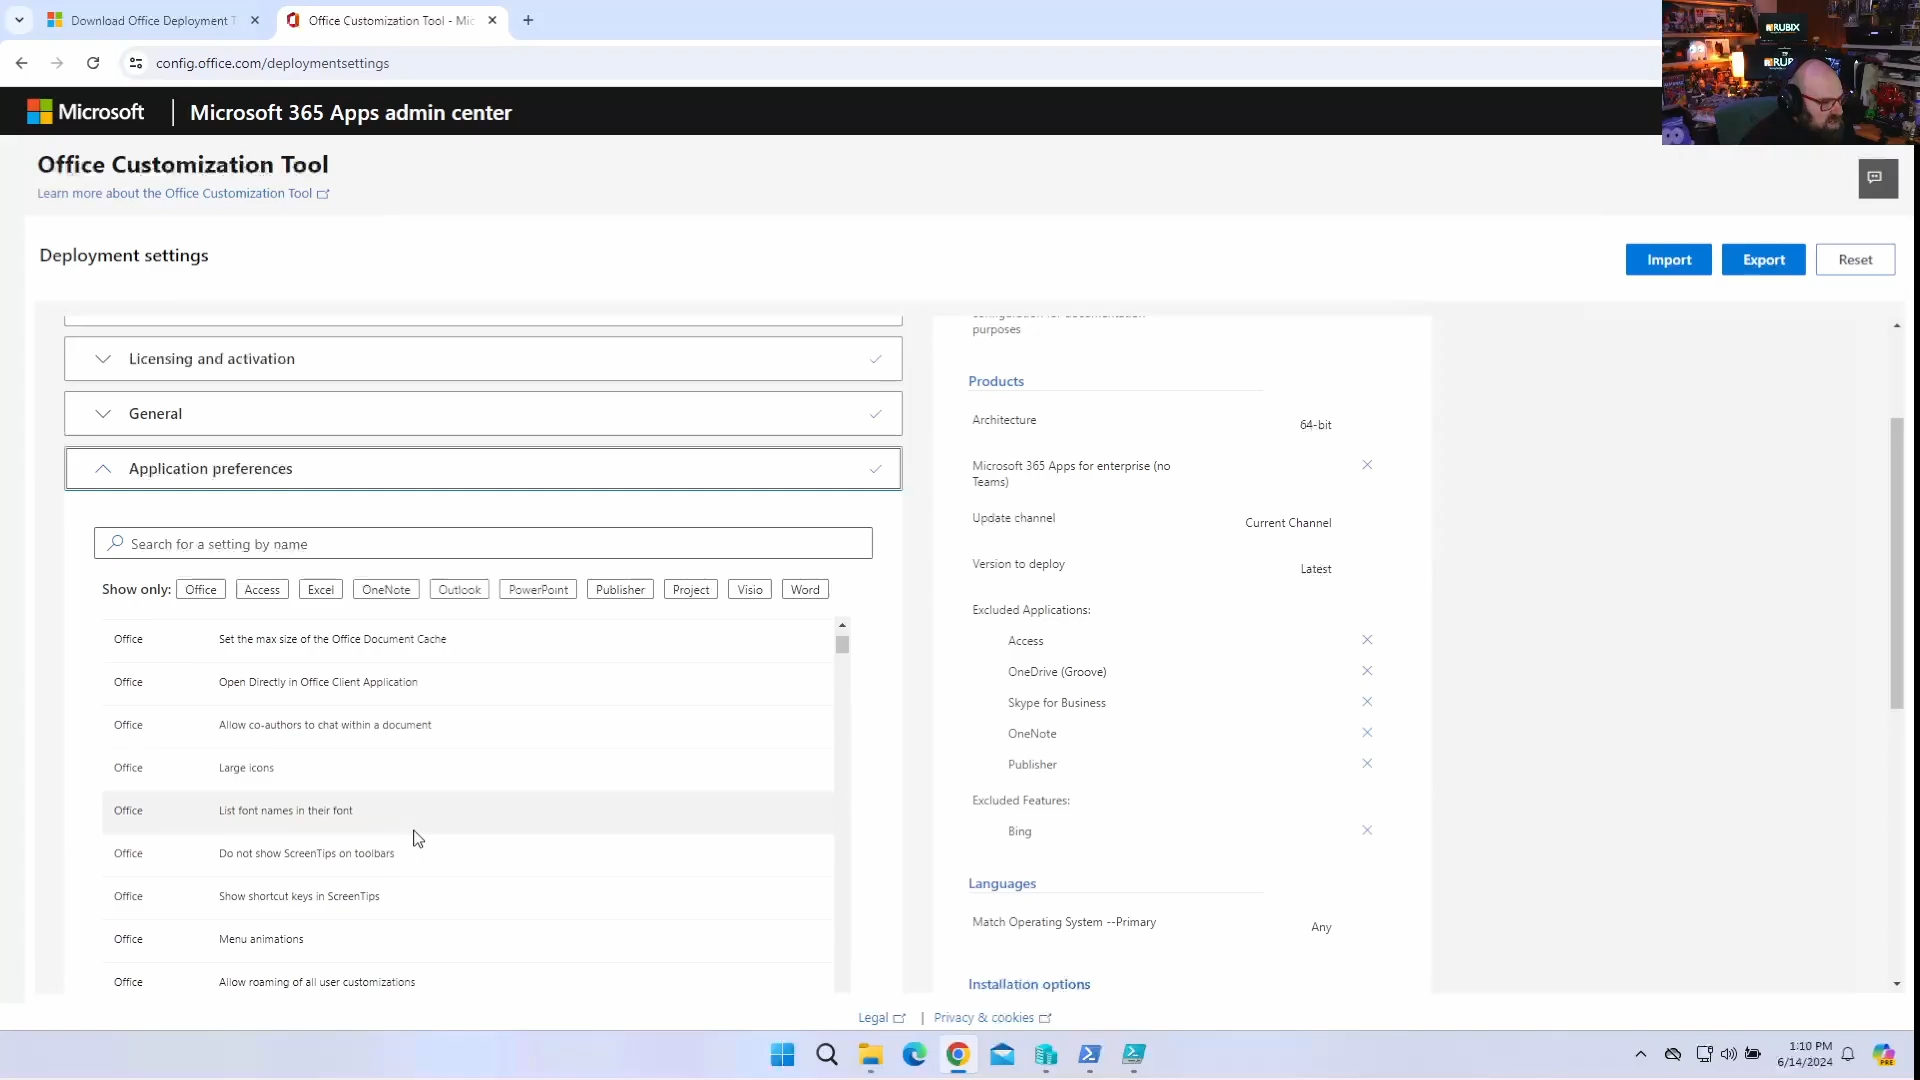 Download Office Deployment T
Office Customization Tool - Mic
config.office.com/deploymentsettings
Microsoft
Microsoft 365 Apps admin center
RUBIX
Office Customization Tool
Learn more about the Office Customization Tool
Deployment settings
Import
Export
Reset
Licensing and activation
General
Application preferences
Search for a setting by name
Show only:
Office
Access
Excel
OneNote
Outlook
PowerPoint
Publisher
Project
Visio
Word
Office Set the max size of the Office Document Cache
Office Open Directly in Office Client Application
Office Allow co-authors to chat within a document
Office Large icons
Office List font names in their font
Office Do not show ScreenTips on toolbars
Office Show shortcut keys in ScreenTips
Office Menu animations
Office Allow roaming of all user customizations
purposes
Products
Architecture 64-bit
Microsoft 365 Apps for enterprise (no
Teams)
Update channel Current Channel
Version to deploy Latest
Excluded Applications:
Access
OneDrive (Groove)
Skype for Business
OneNote
Publisher
Excluded Features:
Bing
Languages
Match Operating System --Primary Any
Installation options
Legal | Privacy & cookies
1:10 PM
6/14/2024
PRE